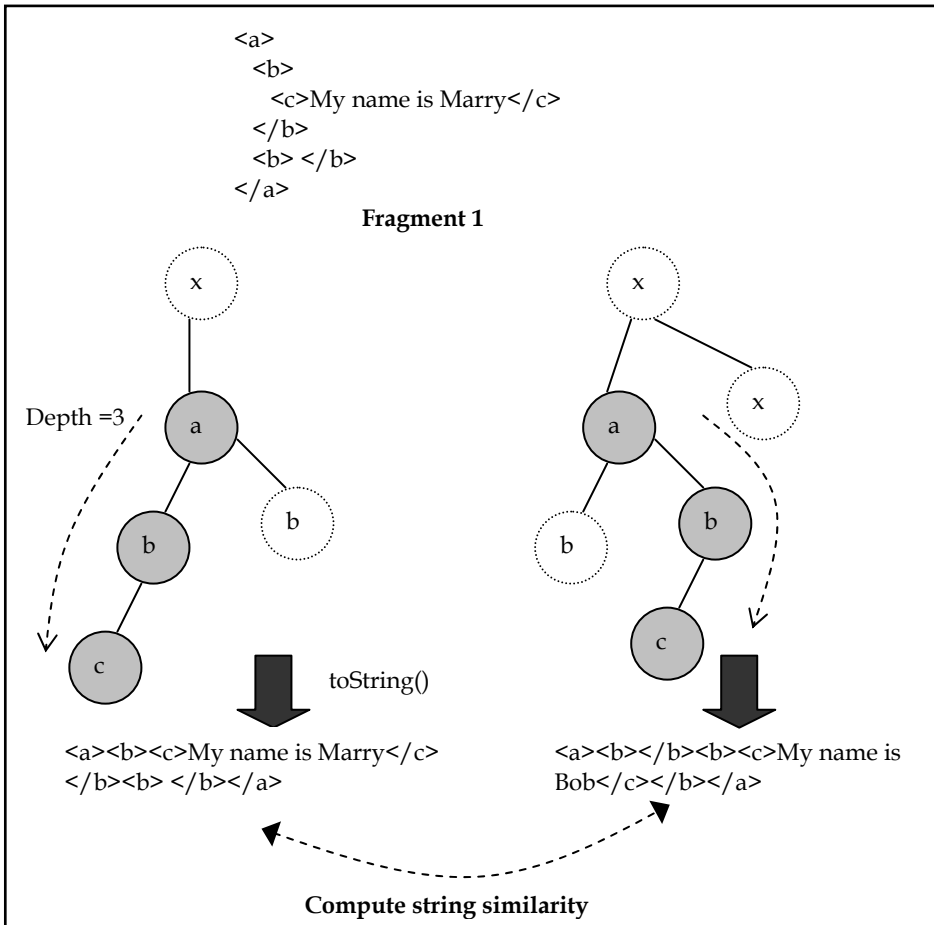 <a>
<b>
<c>My name is Marry</c>
</b>
<b> </b>
</a>
Fragment 1
x
x
x
Depth =3
a
a
b
b
b
b
c
c
toString()
<a><b><c>My name is Marry</c>
</b><b> </b></a>
<a><b></b><b><c>My name is
Bob</c></b></a>
Compute string similarity